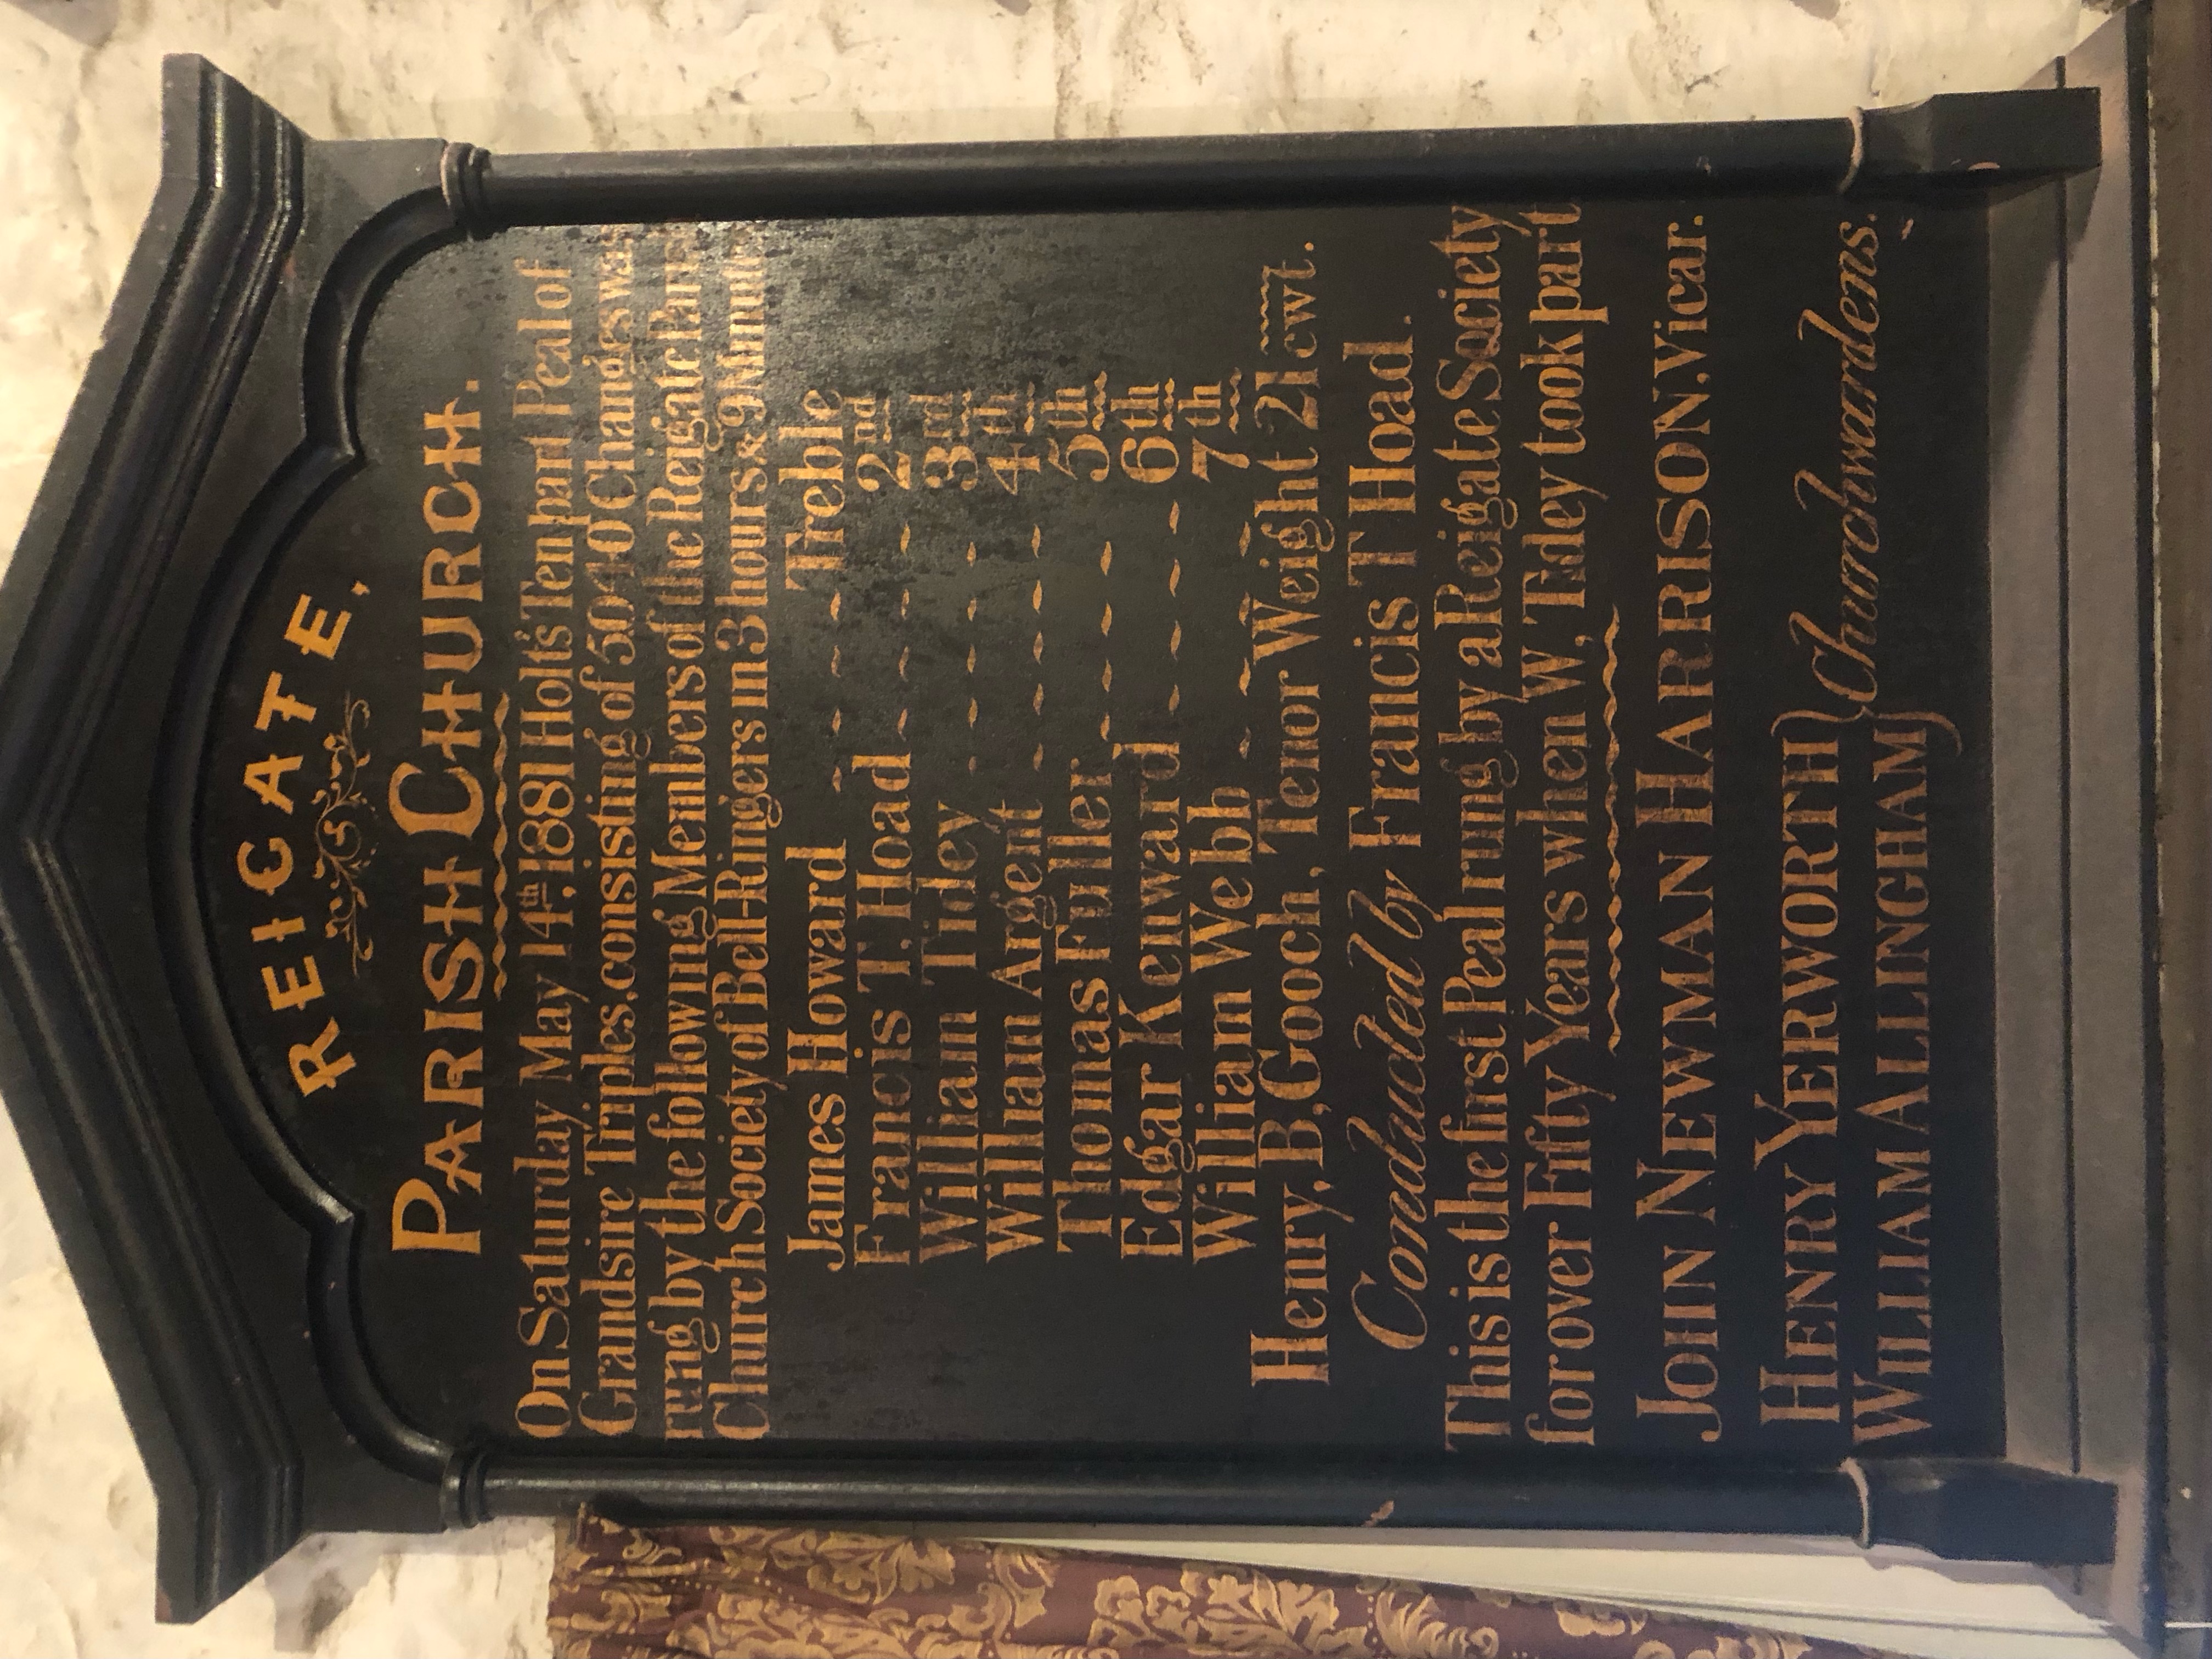 REIGATE,
PARISH CHURCH.
On Saturday May 14th, 1881 Holt's Ten part Peal of
Grandsire Triples, consisting of 5040 Changes was
rung by the following Members of the Reigate Paris
Church Society of Bell-Ringers in 3 hours & 9 Minute
James Howard - - - - Treble
Francis T. Hoad - - - - 2nd
William Tidey - - - - 3rd
William Argent - - - - 4th
Thomas Fuller - - - - 5th
Edgar Kenward - - - - 6th
William Webb - - - - 7th
Henry, B, Gooch, Tenor Weight 21 cwt.
Conducted by Francis T Hoad.
This is the first Peal rung by a Reigate Society
for over Fifty Years when W, Tidey took part
JOHN NEWMAN HARRISON. Vicar.
HENRY YERWORTH } Churchwardens.
WILLIAM ALLINGHAM